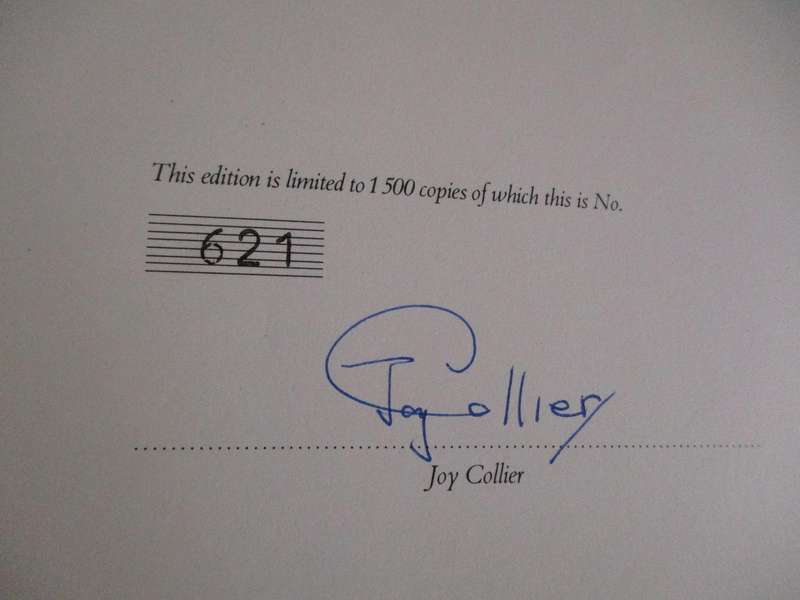 This edition is limited to 1 500 copies of which this is No.
621
Joy Collier
Joy Collier